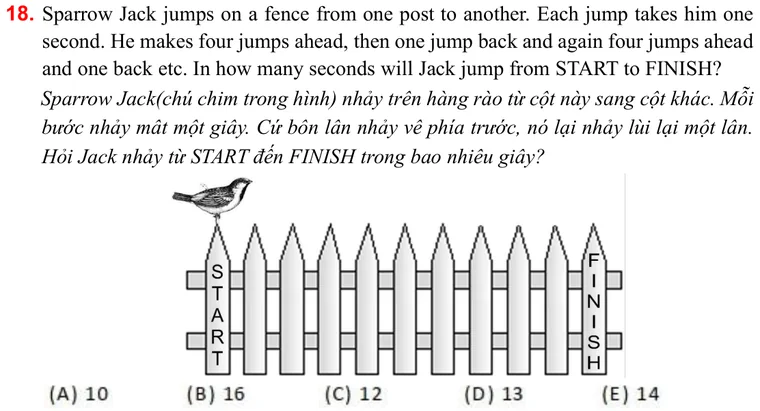 18. Sparrow Jack jumps on a fence from one post to another. Each jump takes him one
second. He makes four jumps ahead, then one jump back and again four jumps ahead
and one back etc. In how many seconds will Jack jump from START to FINISH?
Sparrow Jack(chú chim trong hình) nhảy trên hàng rào từ cột này sang cột khác. Mỗi
bước nhảy mât một giây. Cứ bôn lân nhảy vê phía trước, nó lại nhảy lùi lại một lân.
Hỏi Jack nhảy từ START đến FINISH trong bao nhiêu giây?
START
FINISH
(A) 10 (B) 16 (C) 12 (D) 13 (E) 14